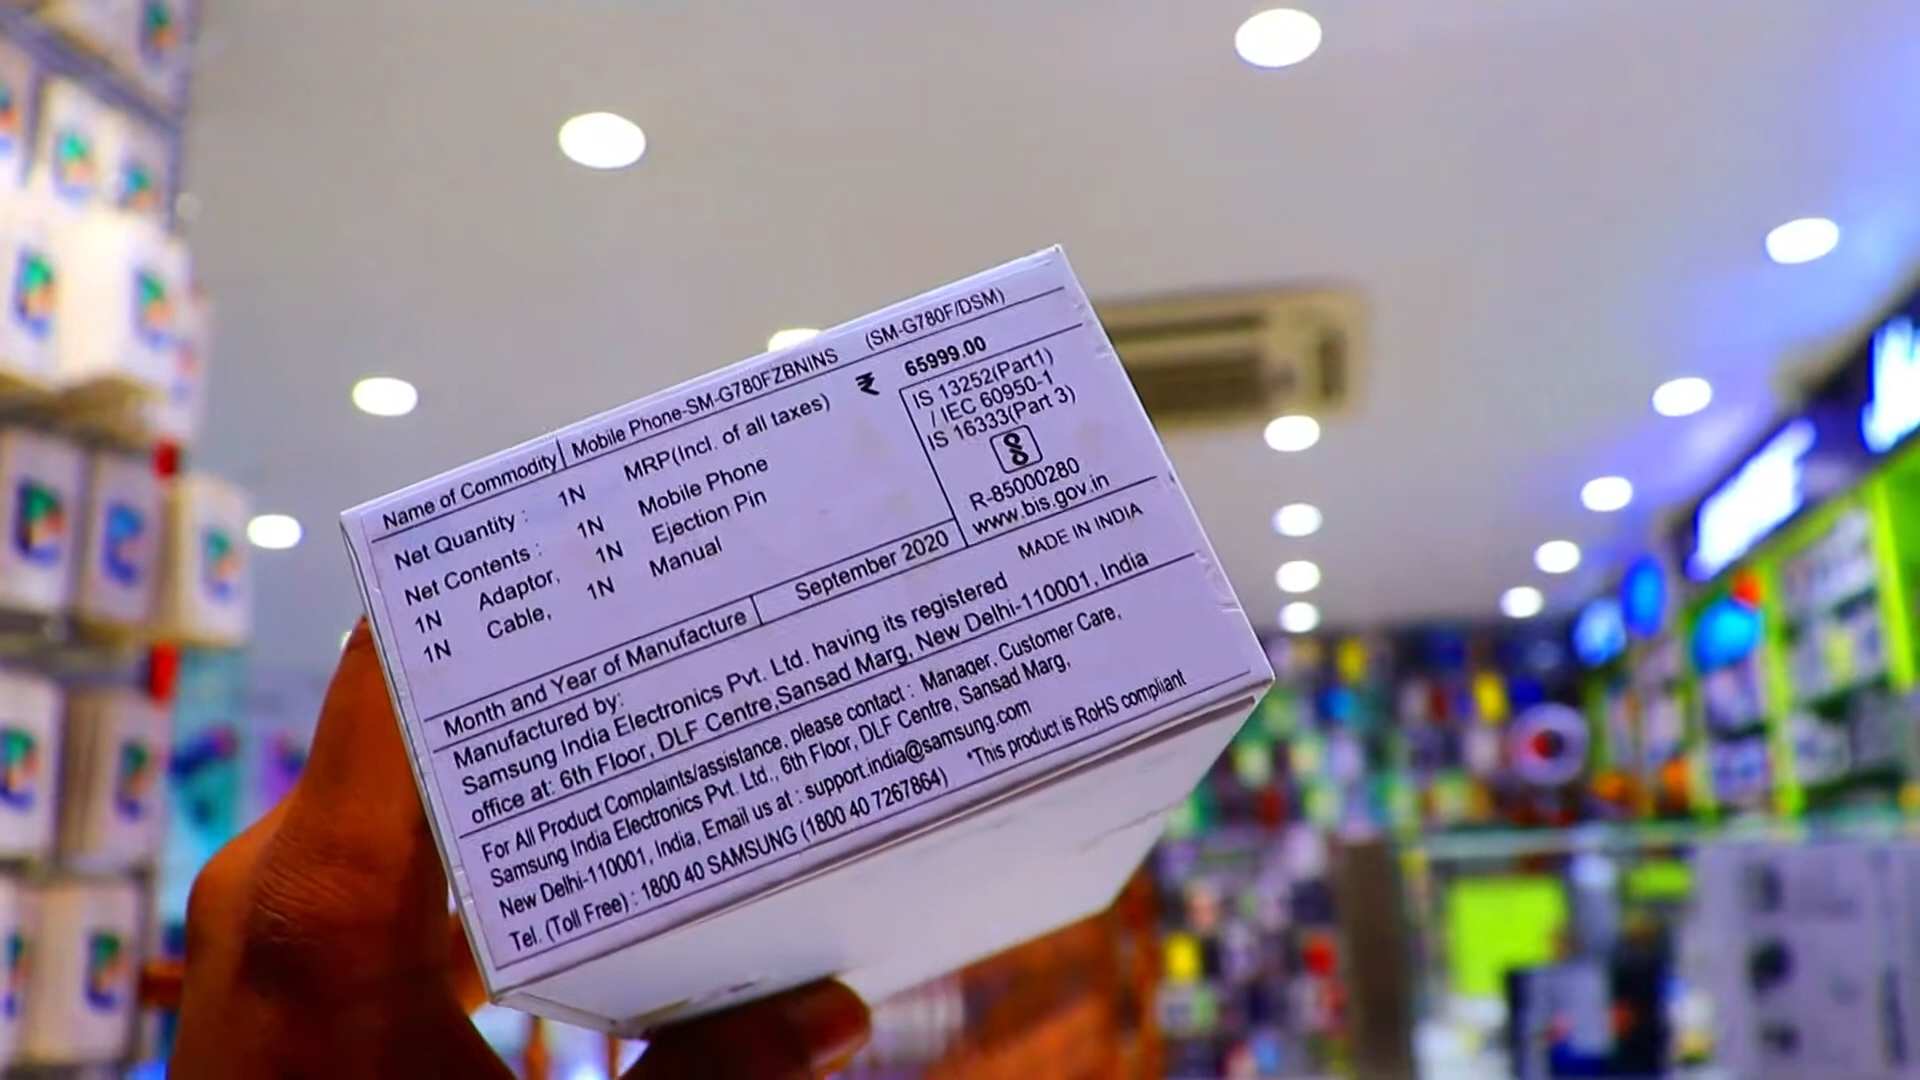 Name of Commodity Mobile Phone-SM-G780FZBNINS (SM-G780F/DSM)
Net Quantity : 1N MRP(Incl. of all taxes) ₹ 65999.00
Net Contents : 1N Mobile Phone
1N Adaptor, 1N Ejection Pin
1N Cable, 1N Manual
IS 13252(Part1)
/ IEC 60950-1
IS 16333(Part 3)
R-85000280
www.bis.gov.in
Month and Year of Manufacture September 2020
Manufactured by: MADE IN INDIA
Samsung India Electronics Pvt. Ltd. having its registered
office at: 6th Floor, DLF Centre,Sansad Marg, New Delhi-110001, India
For All Product Complaints/assistance, please contact : Manager, Customer Care,
Samsung India Electronics Pvt. Ltd., 6th Floor, DLF Centre, Sansad Marg,
New Delhi-110001, India, Email us at : support.india@samsung.com
Tel. (Toll Free) : 1800 40 SAMSUNG (1800 40 7267864) *This product is RoHS compliant